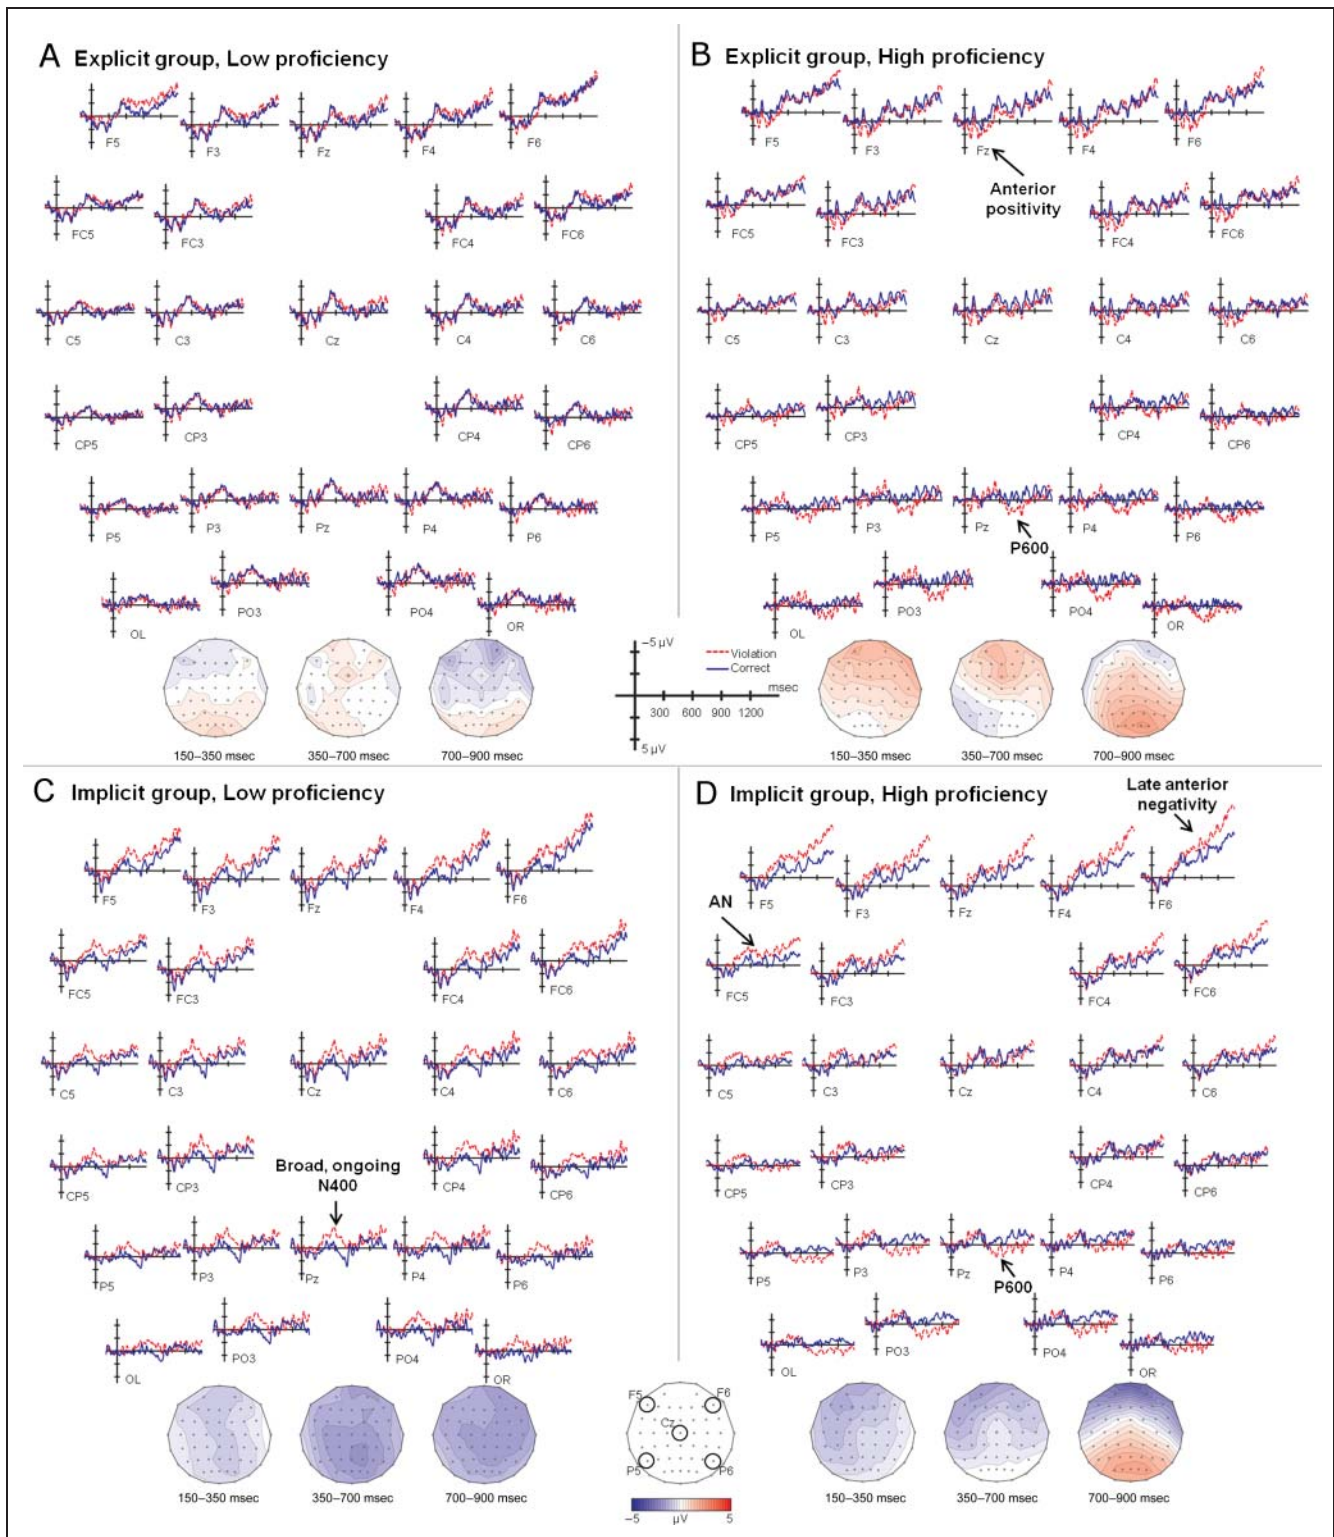 A Explicit group, Low proficiency
F5 F3 Fz F4 F6
FC5 FC3 FC4 FC6
C5 C3 Cz C4 C6
CP5 CP3 CP4 CP6
P5 P3 Pz P4 P6
OL PO3 PO4 OR
150–350 msec 350–700 msec 700–900 msec
B Explicit group, High proficiency
F5 F3 Fz F4 F6
Anterior
positivity
FC5 FC3 FC4 FC6
C5 C3 Cz C4 C6
CP5 CP3 CP4 CP6
P5 P3 Pz P4 P6
P600
OL PO3 PO4 OR
150–350 msec 350–700 msec 700–900 msec
−5 µV
Violation
Correct
msec
300 600 900 1200
5 µV
C Implicit group, Low proficiency
F5 F3 Fz F4 F6
FC5 FC3 FC4 FC6
C5 C3 Cz C4 C6
CP5 CP3 CP4 CP6
Broad, ongoing
N400
P5 P3 Pz P4 P6
OL PO3 PO4 OR
150–350 msec 350–700 msec 700–900 msec
D Implicit group, High proficiency
Late anterior
negativity
F5 F3 Fz F4 F6
AN
FC5 FC3 FC4 FC6
C5 C3 Cz C4 C6
CP5 CP3 CP4 CP6
P5 P3 Pz P4 P6
P600
OL PO3 PO4 OR
150–350 msec 350–700 msec 700–900 msec
F5 F6
Cz
P5 P6
−5 µV 5